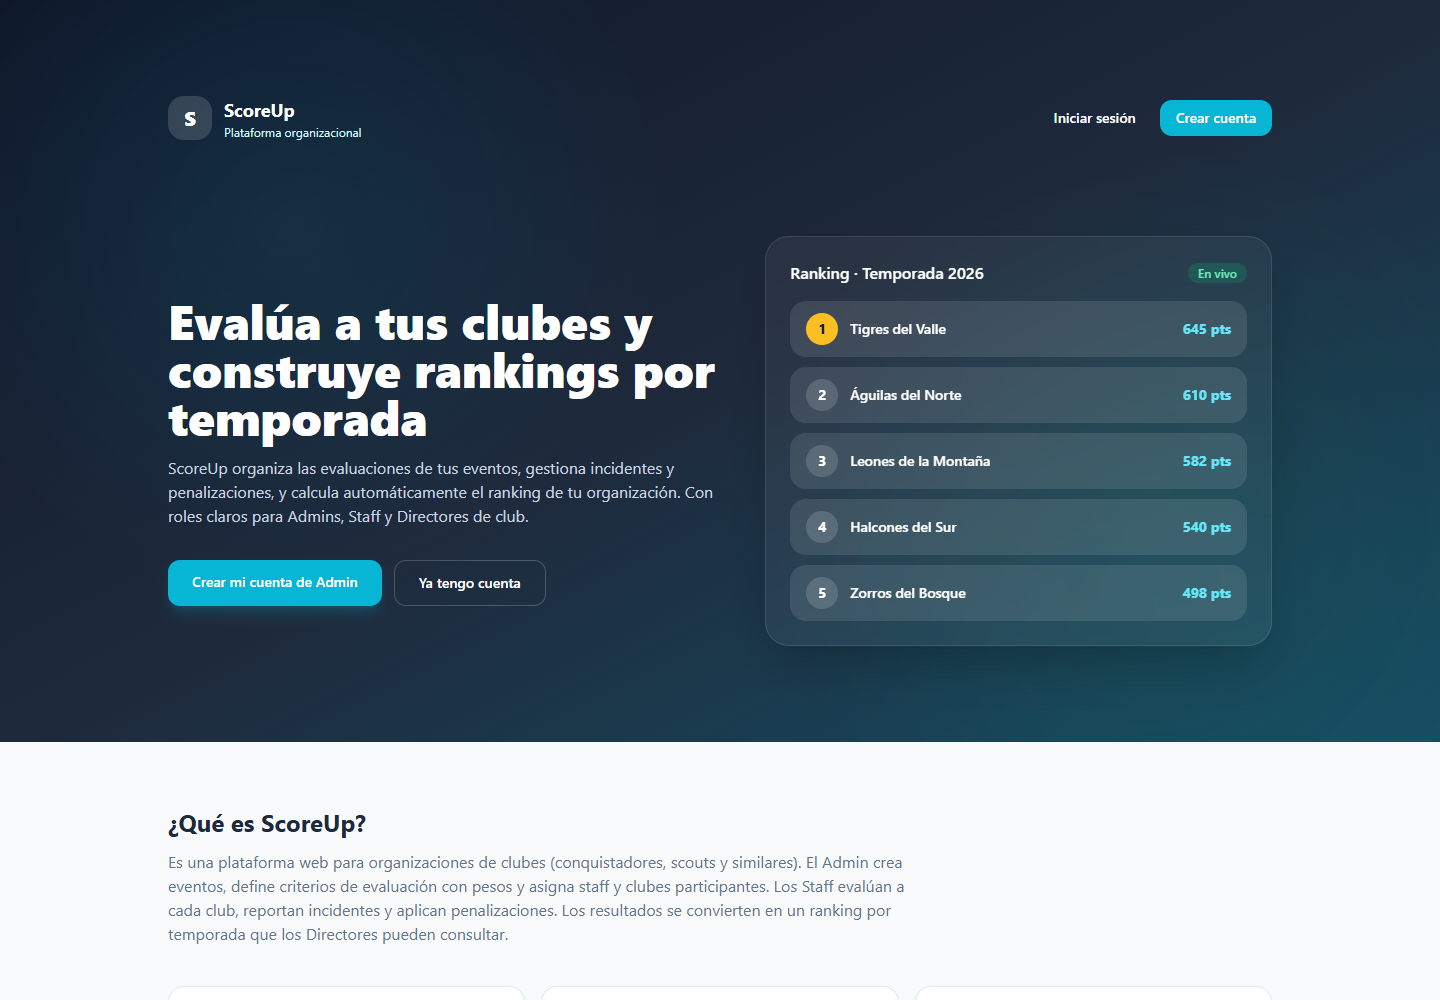 S
ScoreUp
Plataforma organizacional
Iniciar sesión
Crear cuenta
Evalúa a tus clubes y
construye rankings por
temporada
ScoreUp organiza las evaluaciones de tus eventos, gestiona incidentes y
penalizaciones, y calcula automáticamente el ranking de tu organización. Con
roles claros para Admins, Staff y Directores de club.
Crear mi cuenta de Admin
Ya tengo cuenta
Ranking · Temporada 2026
En vivo
1 Tigres del Valle 645 pts
2 Águilas del Norte 610 pts
3 Leones de la Montaña 582 pts
4 Halcones del Sur 540 pts
5 Zorros del Bosque 498 pts
¿Qué es ScoreUp?
Es una plataforma web para organizaciones de clubes (conquistadores, scouts y similares). El Admin crea
eventos, define criterios de evaluación con pesos y asigna staff y clubes participantes. Los Staff evalúan a
cada club, reportan incidentes y aplican penalizaciones. Los resultados se convierten en un ranking por
temporada que los Directores pueden consultar.